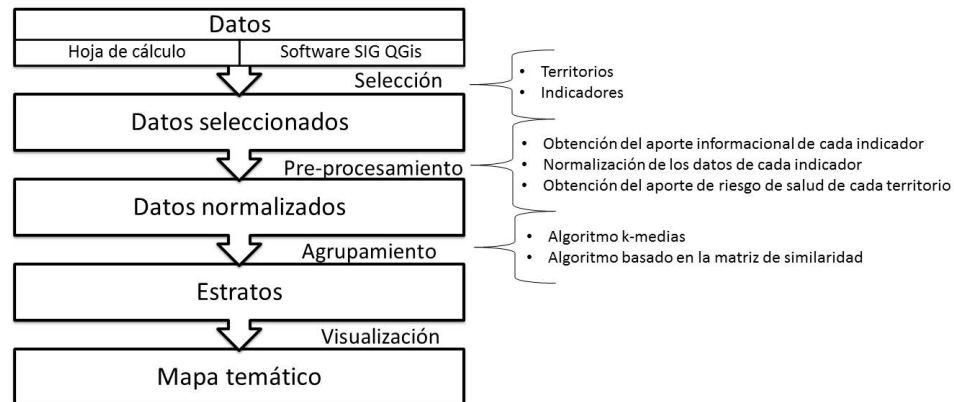 Datos
Hoja de cálculo
Software SIG QGis
Selección
• Territorios
• Indicadores
Datos seleccionados
Pre-procesamiento
• Obtención del aporte informacional de cada indicador
• Normalización de los datos de cada indicador
• Obtención del aporte de riesgo de salud de cada territorio
Datos normalizados
Agrupamiento
• Algoritmo k-medias
• Algoritmo basado en la matriz de similaridad
Estratos
Visualización
Mapa temático